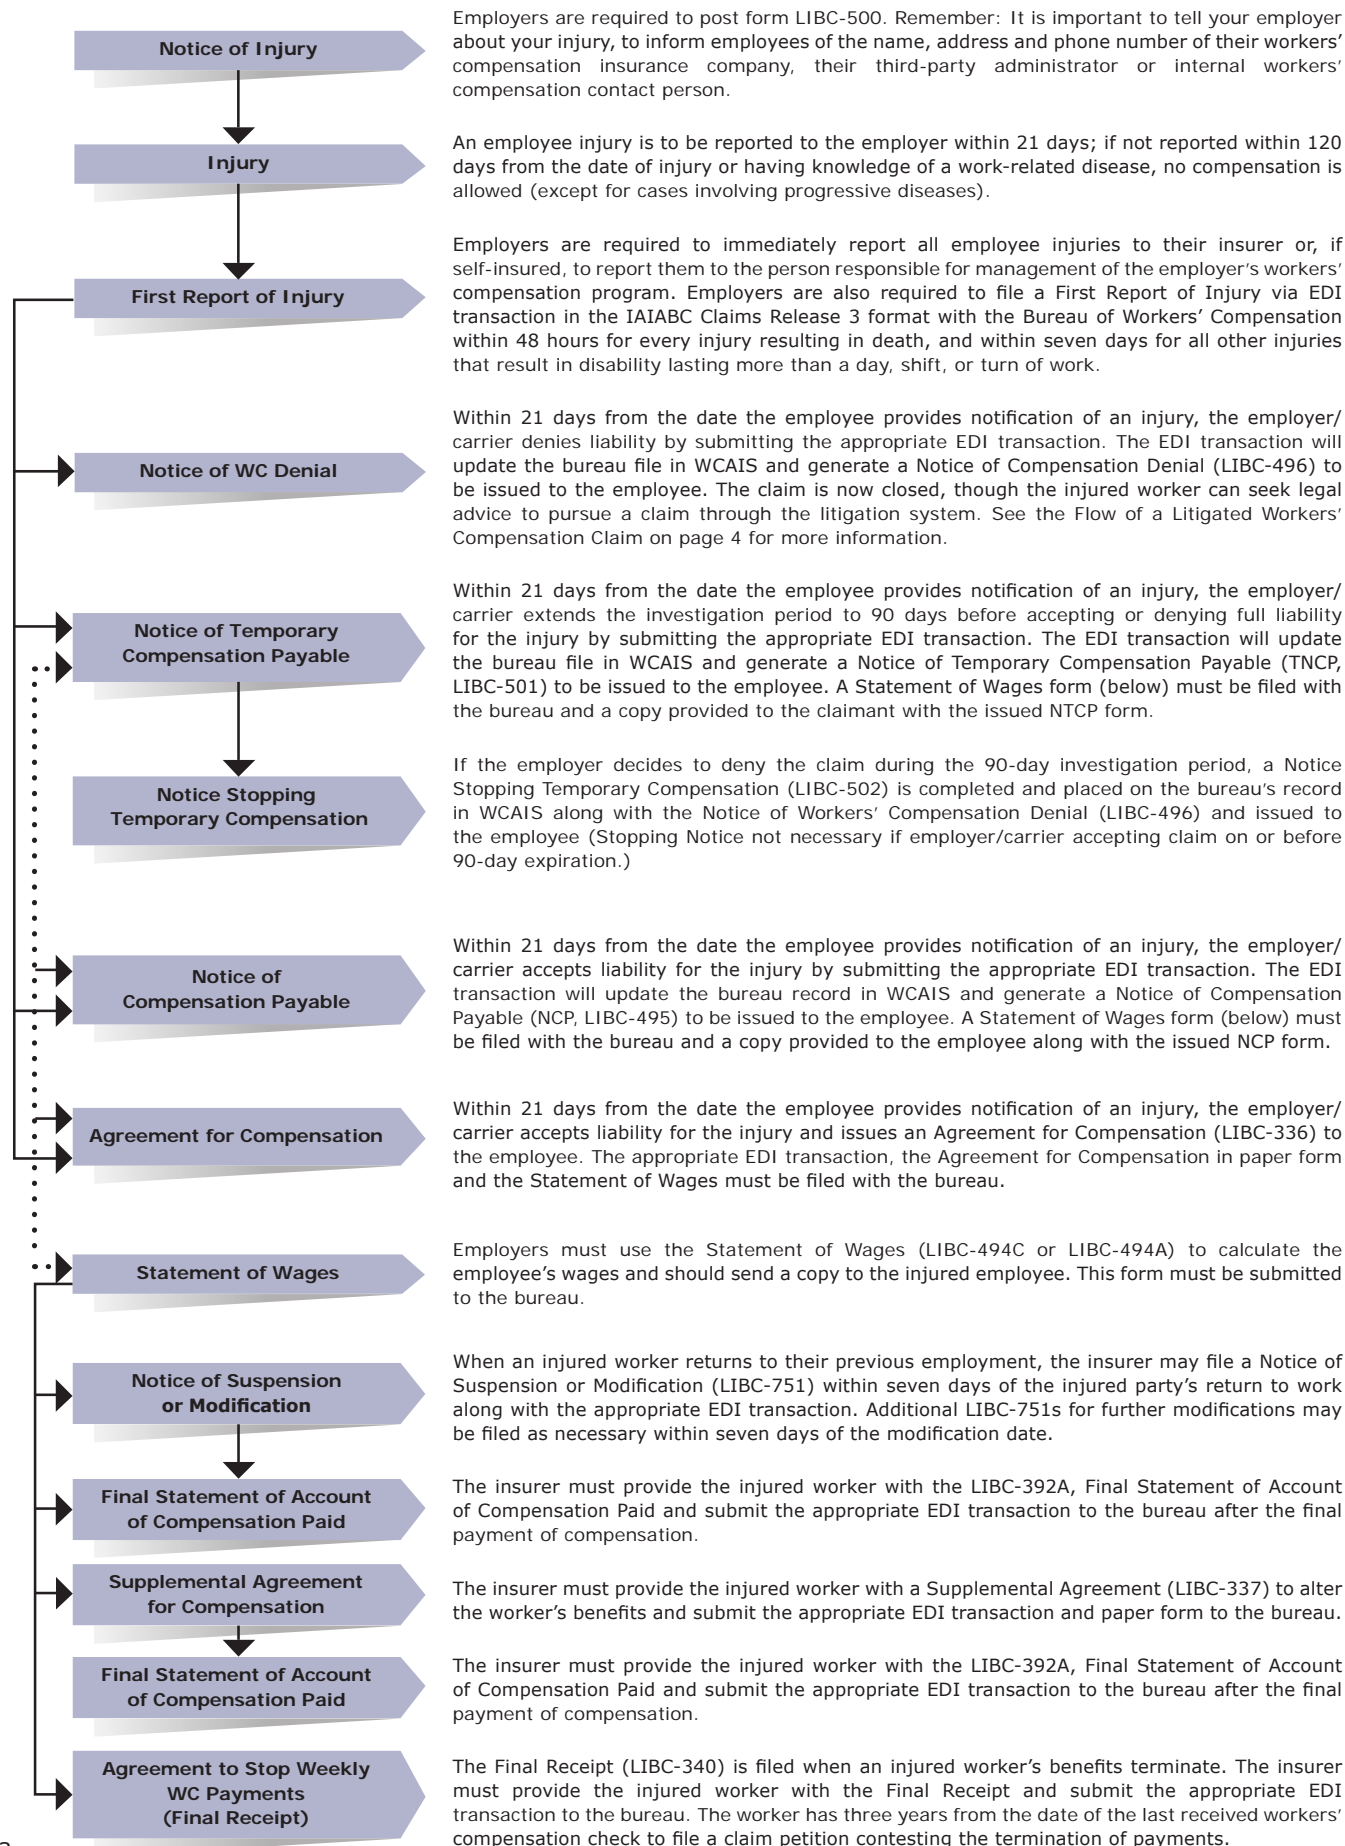 Notice of Injury
Employers are required to post form LIBC-500. Remember: It is important to tell your employer
about your injury, to inform employees of the name, address and phone number of their workers’
compensation insurance company, their third-party administrator or internal workers’
compensation contact person.
Injury
An employee injury is to be reported to the employer within 21 days; if not reported within 120
days from the date of injury or having knowledge of a work-related disease, no compensation is
allowed (except for cases involving progressive diseases).
First Report of Injury
Employers are required to immediately report all employee injuries to their insurer or, if
self-insured, to report them to the person responsible for management of the employer’s workers’
compensation program. Employers are also required to file a First Report of Injury via EDI
transaction in the IAIABC Claims Release 3 format with the Bureau of Workers’ Compensation
within 48 hours for every injury resulting in death, and within seven days for all other injuries
that result in disability lasting more than a day, shift, or turn of work.
Notice of WC Denial
Within 21 days from the date the employee provides notification of an injury, the employer/
carrier denies liability by submitting the appropriate EDI transaction. The EDI transaction will
update the bureau file in WCAIS and generate a Notice of Compensation Denial (LIBC-496) to
be issued to the employee. The claim is now closed, though the injured worker can seek legal
advice to pursue a claim through the litigation system. See the Flow of a Litigated Workers’
Compensation Claim on page 4 for more information.
Notice of Temporary
Compensation Payable
Within 21 days from the date the employee provides notification of an injury, the employer/
carrier extends the investigation period to 90 days before accepting or denying full liability
for the injury by submitting the appropriate EDI transaction. The EDI transaction will update
the bureau file in WCAIS and generate a Notice of Temporary Compensation Payable (TNCP,
LIBC-501) to be issued to the employee. A Statement of Wages form (below) must be filed with
the bureau and a copy provided to the claimant with the issued NTCP form.
Notice Stopping
Temporary Compensation
If the employer decides to deny the claim during the 90-day investigation period, a Notice
Stopping Temporary Compensation (LIBC-502) is completed and placed on the bureau’s record
in WCAIS along with the Notice of Workers’ Compensation Denial (LIBC-496) and issued to
the employee (Stopping Notice not necessary if employer/carrier accepting claim on or before
90-day expiration.)
Notice of
Compensation Payable
Within 21 days from the date the employee provides notification of an injury, the employer/
carrier accepts liability for the injury by submitting the appropriate EDI transaction. The EDI
transaction will update the bureau record in WCAIS and generate a Notice of Compensation
Payable (NCP, LIBC-495) to be issued to the employee. A Statement of Wages form (below) must
be filed with the bureau and a copy provided to the employee along with the issued NCP form.
Agreement for Compensation
Within 21 days from the date the employee provides notification of an injury, the employer/
carrier accepts liability for the injury and issues an Agreement for Compensation (LIBC-336) to
the employee. The appropriate EDI transaction, the Agreement for Compensation in paper form
and the Statement of Wages must be filed with the bureau.
Statement of Wages
Employers must use the Statement of Wages (LIBC-494C or LIBC-494A) to calculate the
employee’s wages and should send a copy to the injured employee. This form must be submitted
to the bureau.
Notice of Suspension
or Modification
When an injured worker returns to their previous employment, the insurer may file a Notice of
Suspension or Modification (LIBC-751) within seven days of the injured party’s return to work
along with the appropriate EDI transaction. Additional LIBC-751s for further modifications may
be filed as necessary within seven days of the modification date.
Final Statement of Account
of Compensation Paid
The insurer must provide the injured worker with the LIBC-392A, Final Statement of Account
of Compensation Paid and submit the appropriate EDI transaction to the bureau after the final
payment of compensation.
Supplemental Agreement
for Compensation
The insurer must provide the injured worker with a Supplemental Agreement (LIBC-337) to alter
the worker’s benefits and submit the appropriate EDI transaction and paper form to the bureau.
Final Statement of Account
of Compensation Paid
The insurer must provide the injured worker with the LIBC-392A, Final Statement of Account
of Compensation Paid and submit the appropriate EDI transaction to the bureau after the final
payment of compensation.
Agreement to Stop Weekly
WC Payments
(Final Receipt)
The Final Receipt (LIBC-340) is filed when an injured worker’s benefits terminate. The insurer
must provide the injured worker with the Final Receipt and submit the appropriate EDI
transaction to the bureau. The worker has three years from the date of the last received workers’
compensation check to file a claim petition contesting the termination of payments.